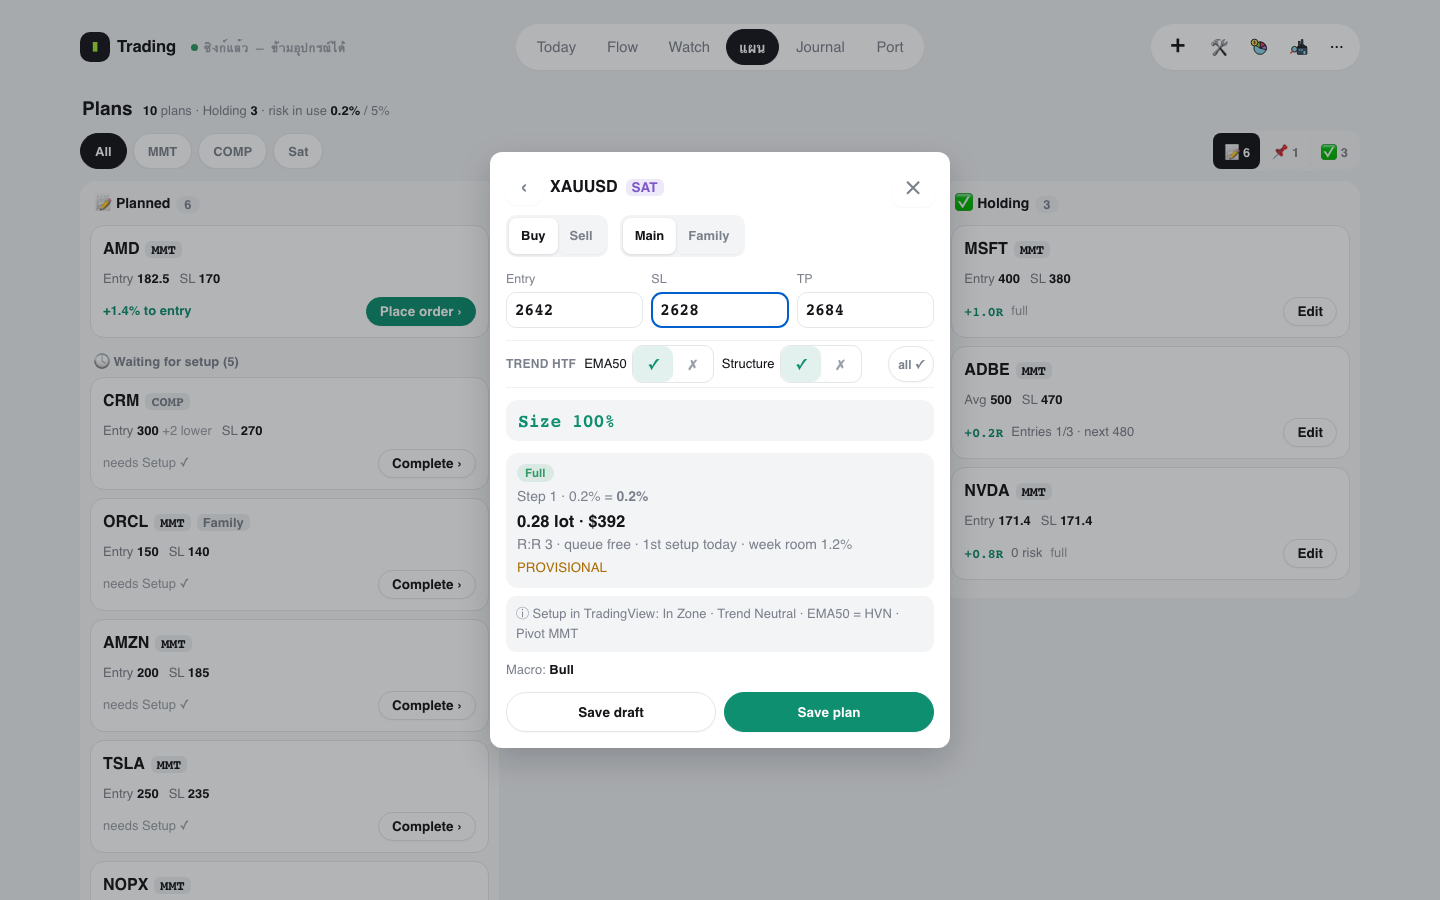 Trading ซิงก์แล้ว — ข้ามอุปกรณ์ได้ Today Flow Watch แผน Journal Port + ...
Plans 10 plans · Holding 3 · risk in use 0.2% / 5%
All MMT COMP Sat 6 1 3
Planned 6
AMD MMT
Entry 182.5 SL 170
+1.4% to entry Place order ›
Waiting for setup (5)
CRM COMP
Entry 300 +2 lower SL 270
needs Setup ✓ Complete ›
ORCL MMT Family
Entry 150 SL 140
needs Setup ✓ Complete ›
AMZN MMT
Entry 200 SL 185
needs Setup ✓ Complete ›
TSLA MMT
Entry 250 SL 235
needs Setup ✓ Complete ›
NOPX MMT
‹ XAUUSD SAT ✕
Buy Sell Main Family
Entry SL TP
2642 2628 2684
TREND HTF EMA50 ✓ ✗ Structure ✓ ✗ all ✓
Size 100%
Full
Step 1 · 0.2% = 0.2%
0.28 lot · $392
R:R 3 · queue free · 1st setup today · week room 1.2%
PROVISIONAL
ⓘ Setup in TradingView: In Zone · Trend Neutral · EMA50 = HVN ·
Pivot MMT
Macro: Bull
Save draft Save plan
Holding 3
MSFT MMT
Entry 400 SL 380
+1.0R full Edit
ADBE MMT
Avg 500 SL 470
+0.2R Entries 1/3 · next 480 Edit
NVDA MMT
Entry 171.4 SL 171.4
+0.8R 0 risk full Edit